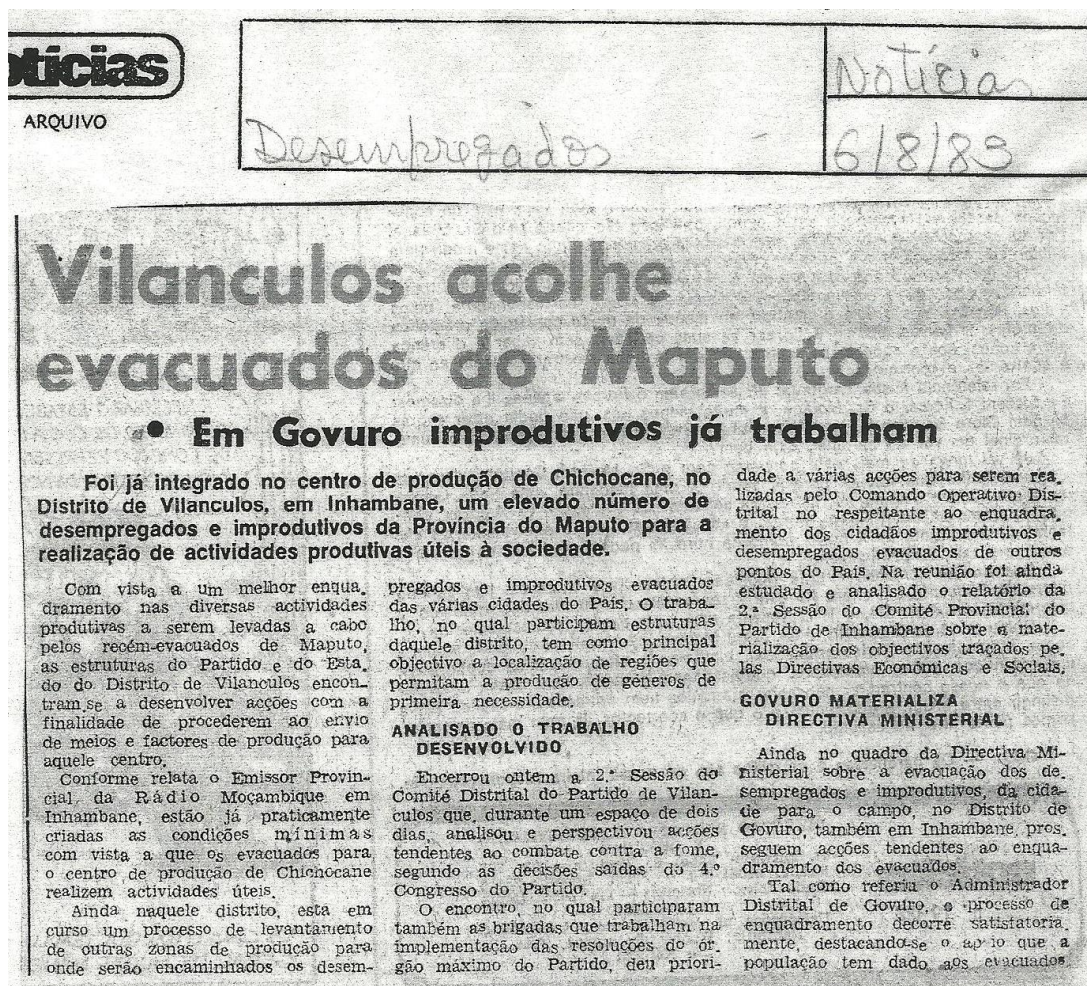 otícias
ARQUIVO
Desempregados
Notícias
6/8/83
Vilanculos acolhe
evacuados do Maputo
• Em Govuro improdutivos já trabalham
Foi já integrado no centro de produção de Chichocane, no
Distrito de Vilanculos, em Inhambane, um elevado número de
desempregados e improdutivos da Província do Maputo para a
realização de actividades produtivas úteis à sociedade.
Com vista a um melhor enqua-
dramento nas diversas actividades
produtivas a serem levadas a cabo
pelos recém-evacuados de Maputo,
as estruturas do Partido e do Esta-
do do Distrito de Vilanculos encon-
tram-se a desenvolver acções com a
finalidade de procederem ao envio
de meios e factores de produção para
aquele centro.
Conforme relata o Emissor Provin-
cial da Rádio Moçambique em
Inhambane, estão já praticamente
criadas as condições mínimas
com vista a que os evacuados para
o centro de produção de Chichocane
realizem actividades úteis.
Ainda naquele distrito, esta em
curso um processo de levantamento
de outras zonas de produção para
onde serão encaminhados os desem-
pregados e improdutivos evacuados
das várias cidades do País. O traba-
lho, no qual participam estruturas
daquele distrito, tem como principal
objectivo a localização de regiões que
permitam a produção de géneros de
primeira necessidade.
ANALISADO O TRABALHO
DESENVOLVIDO
Encerrou ontem a 2.ª Sessão do
Comité Distrital do Partido de Vilan-
culos que, durante um espaço de dois
dias, analisou e perspectivou acções
tendentes ao combate contra a fome,
segundo as decisões saídas do 4.º
Congresso do Partido.
O encontro, no qual participaram
também as brigadas que trabalham na
implementação das resoluções do ór-
gão máximo do Partido, deu priori-
dade a várias acções para serem rea-
lizadas pelo Comando Operativo Dis-
trital no respeitante ao enquadra-
mento dos cidadãos improdutivos e
desempregados evacuados de outros
pontos do País. Na reunião foi ainda
estudado e analisado o relatório da
2.ª Sessão do Comité Provincial do
Partido de Inhambane sobre a mate-
rialização dos objectivos traçados pe-
las Directivas Económicas e Sociais.
GOVURO MATERIALIZA
DIRECTIVA MINISTERIAL
Ainda no quadro da Directiva Mi-
nisterial sobre a evacuação dos de-
sempregados e improdutivos, da cida-
de para o campo, no Distrito de
Govuro, também em Inhambane, pros-
seguem acções tendentes ao enqua-
dramento dos evacuados.
Tal como referia o Administrador
Distrital de Govuro, o processo de
enquadramento decorre satisfatoria-
mente, destacando-se o apoio que a
população tem dado aos evacuados